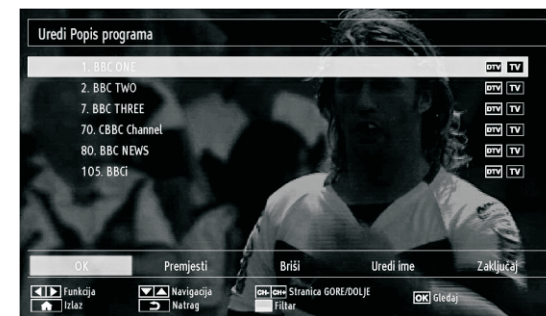 Uredi Popis programa
1. BBC ONE DTV TV
2. BBC TWO DTV TV
7. BBC THREE DTV TV
70. CBBC Channel DTV TV
80. BBC NEWS DTV TV
105. BBCi DTV TV
OK Premjesti Briši Uredi ime Zaključaj
Funkcija Navigacija CH- CH+ Stranica GORE/DOLJE OK Gledaj
Izlaz Natrag Filtar